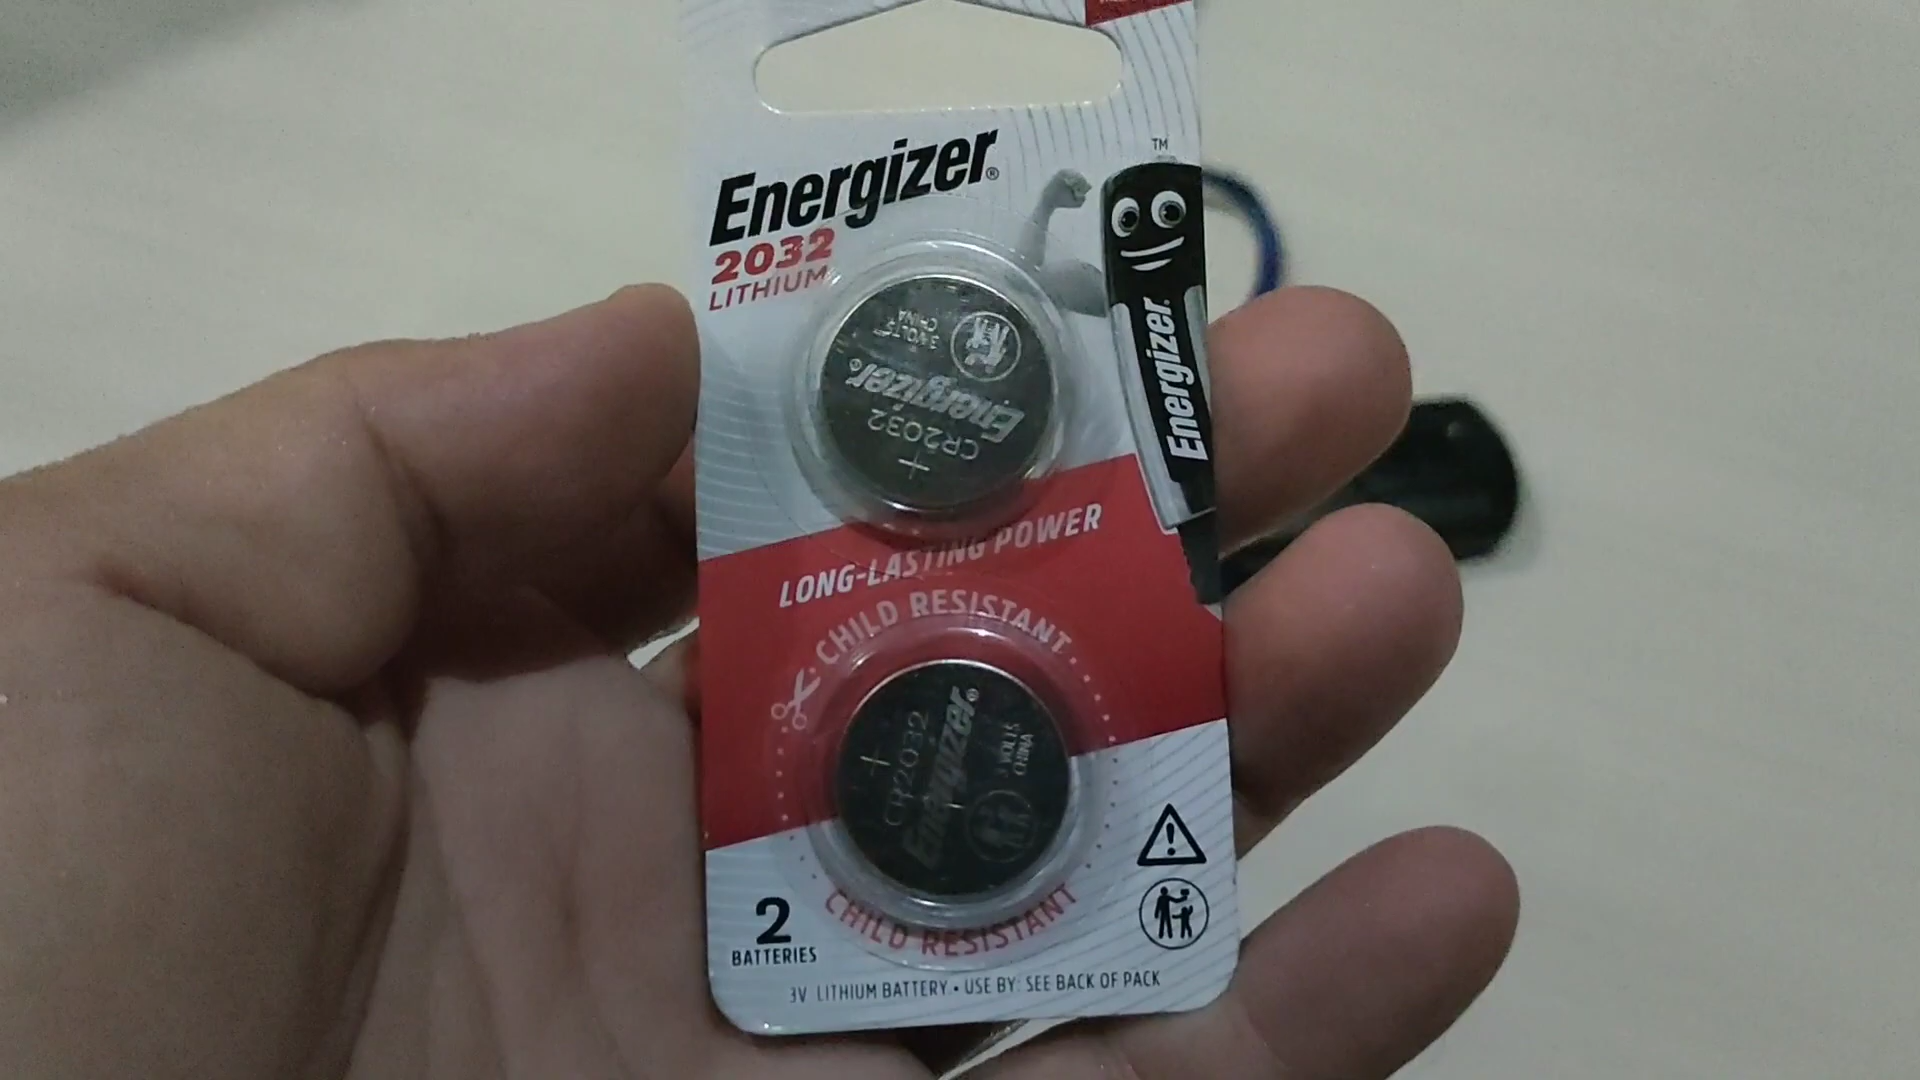 Energizer®
2032
LITHIUM
TM
Energizer.
3 VOLTS
CHINA
Energizer®
CR2032
+
LONG-LASTING POWER
CHILD RESISTANT
+
CR2032
Energizer®
3 VOLTS
CHINA
CHILD RESISTANT
2
BATTERIES
3V LITHIUM BATTERY • USE BY: SEE BACK OF PACK